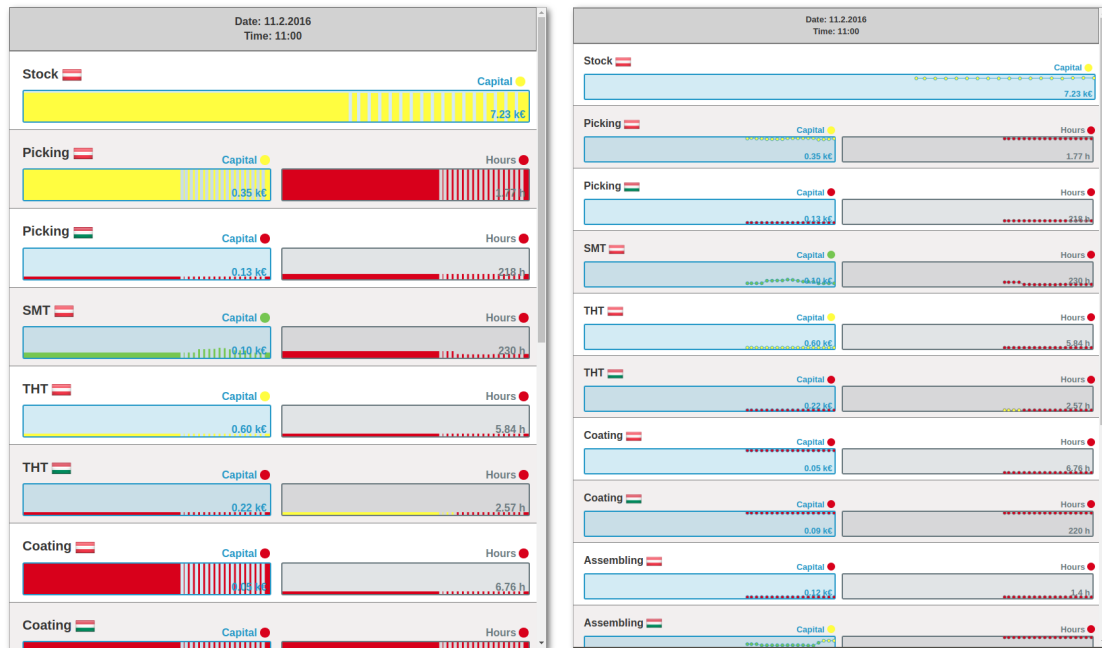 Date: 11.2.2016
Time: 11:00
Stock
Capital
7.23 k€
Picking
Capital
Hours
0.35 k€
1.77 h
Picking
Capital
Hours
0.13 k€
218 h
SMT
Capital
Hours
0.10 k€
230 h
THT
Capital
Hours
0.60 k€
5.84 h
THT
Capital
Hours
0.22 k€
2.57 h
Coating
Capital
Hours
0.05 k€
6.76 h
Coating
Capital
Hours
Date: 11.2.2016
Time: 11:00
Stock
Capital
7.23 k€
Picking
Capital
Hours
0.35 k€
1.77 h
Picking
Capital
Hours
0.13 k€
218 h
SMT
Capital
Hours
0.10 k€
230 h
THT
Capital
Hours
0.60 k€
5.84 h
THT
Capital
Hours
0.22 k€
2.57 h
Coating
Capital
Hours
0.05 k€
6.76 h
Coating
Capital
Hours
0.09 k€
220 h
Assembling
Capital
Hours
0.12 k€
1.4 h
Assembling
Capital
Hours